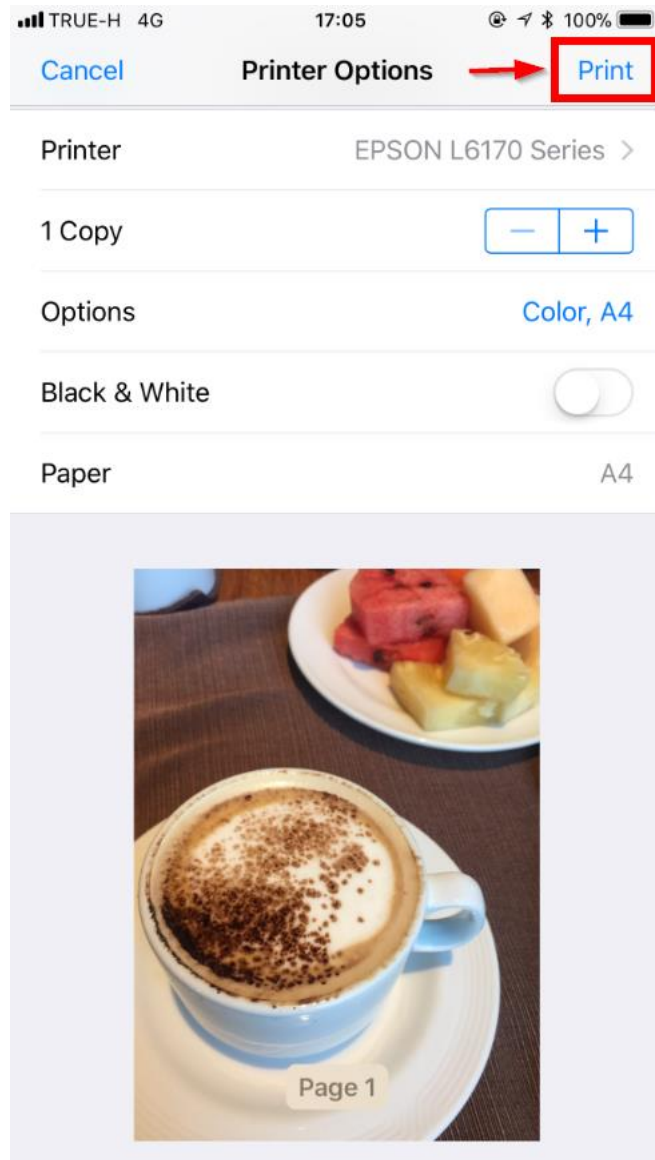 TRUE-H 4G 17:05 100%
Cancel Printer Options Print
Printer EPSON L6170 Series
1 Copy
Options Color, A4
Black & White
Paper A4
Page 1